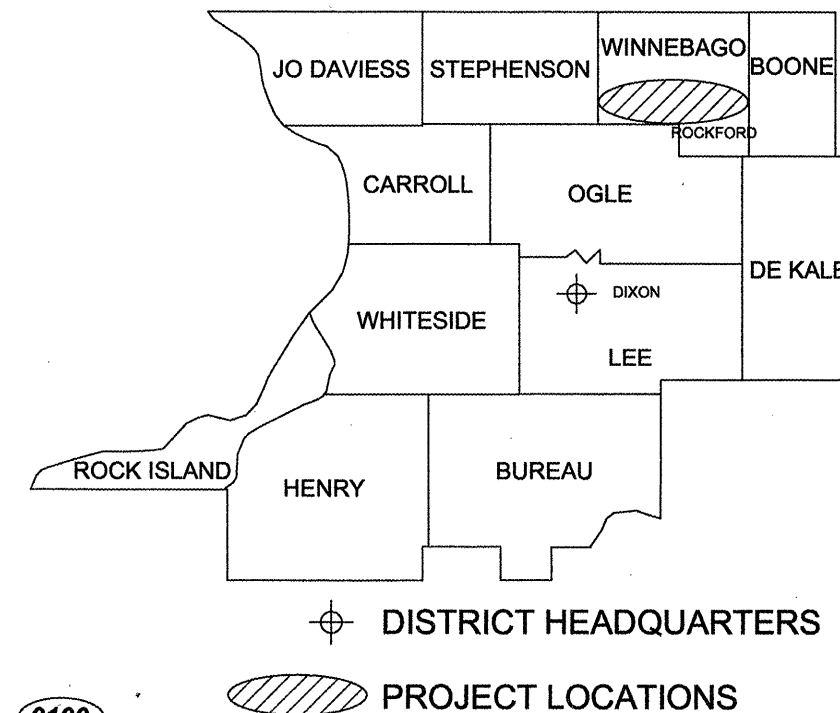 WINNEBAGO
JO DAVIESS
STEPHENSON
BOONE
ROCKFORD
CARROLL
OGLE
DE KALB
DIXON
WHITESIDE
LEE
ROCK ISLAND
HENRY
BUREAU
DISTRICT HEADQUARTERS
PROJECT LOCATIONS